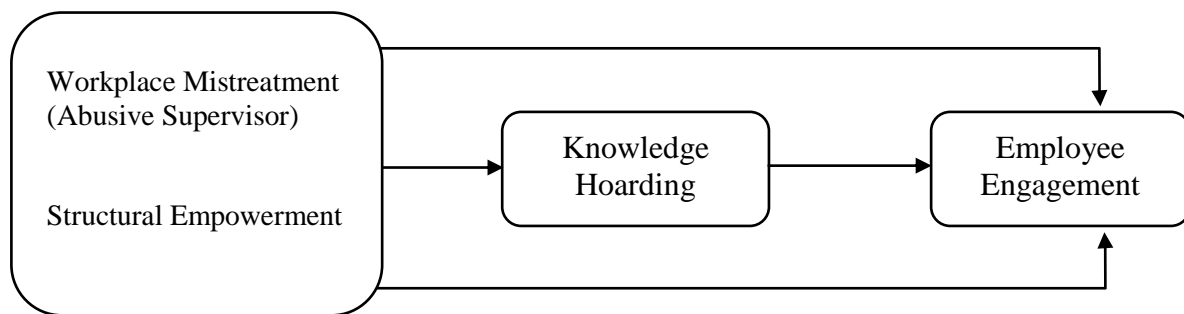 Workplace Mistreatment
(Abusive Supervisor)
Structural Empowerment
Knowledge
Hoarding
Employee
Engagement